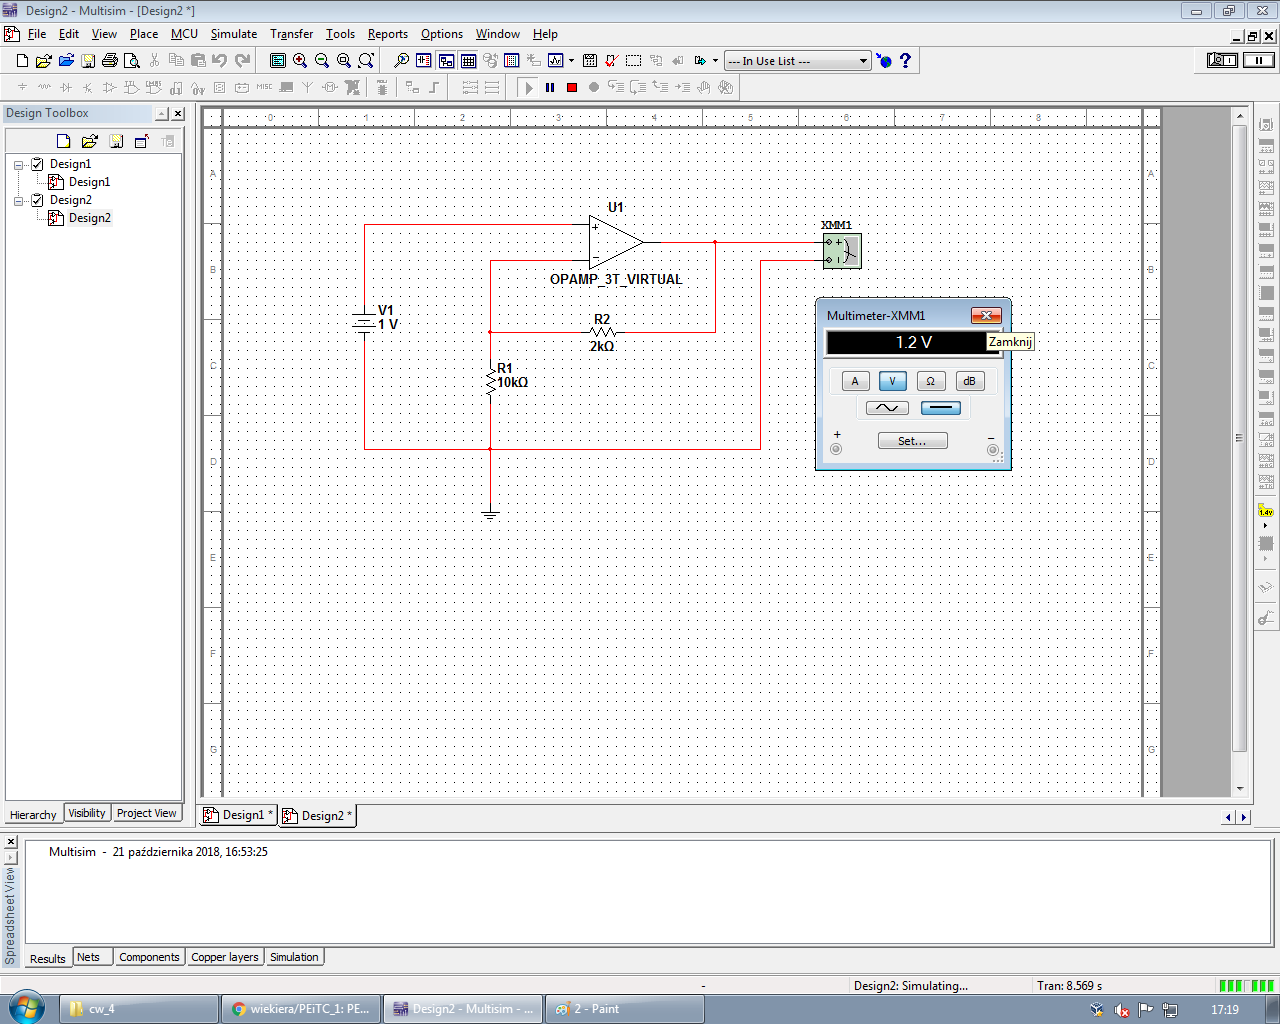 Design2 - Multisim - [Design2 *]
File Edit View Place MCU Simulate Transfer Tools Reports Options Window Help
--- In Use List ---
MISC
Design Toolbox
Design1
Design1
Design2
Design2
Hierarchy Visibility Project View
0 1 2 3 4 5 6 7 8
A A
B B
C C
D D
E E
F F
G G
U1
OPAMP_3T_VIRTUAL
XMM1
V1
1 V
R2
2kΩ
R1
10kΩ
Multimeter-XMM1
1.2 V
Zamknij
A V Ω dB
+ Set... –
1.4v
Design1 * Design2 *
Multisim - 21 października 2018, 16:53:25
Spreadsheet View
Results Nets Components Copper layers Simulation
- Design2: Simulating... Tran: 8.569 s
cw_4 wiekiera/PEiTC_1: PE... Design2 - Multisim - ... 2 - Paint 17:19